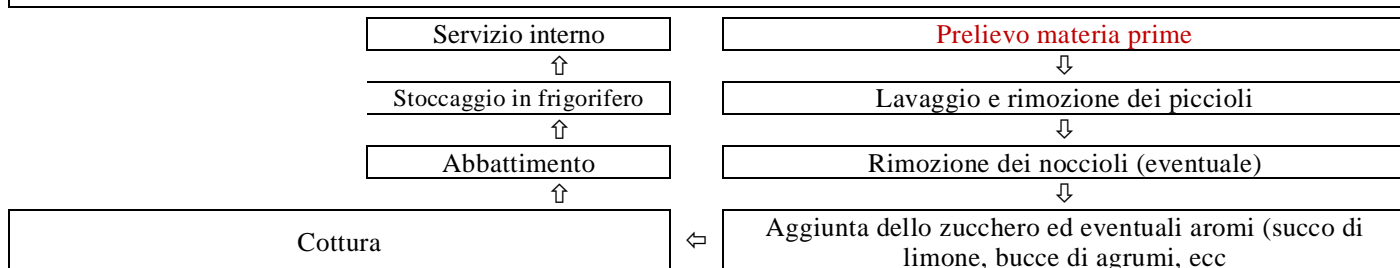 Servizio interno
Prelievo materia prime
⇧
⇩
Stoccaggio in frigorifero
Lavaggio e rimozione dei piccioli
⇧
⇩
Abbattimento
Rimozione dei noccioli (eventuale)
⇧
⇩
Cottura
⇦
Aggiunta dello zucchero ed eventuali aromi (succo di
limone, bucce di agrumi, ecc